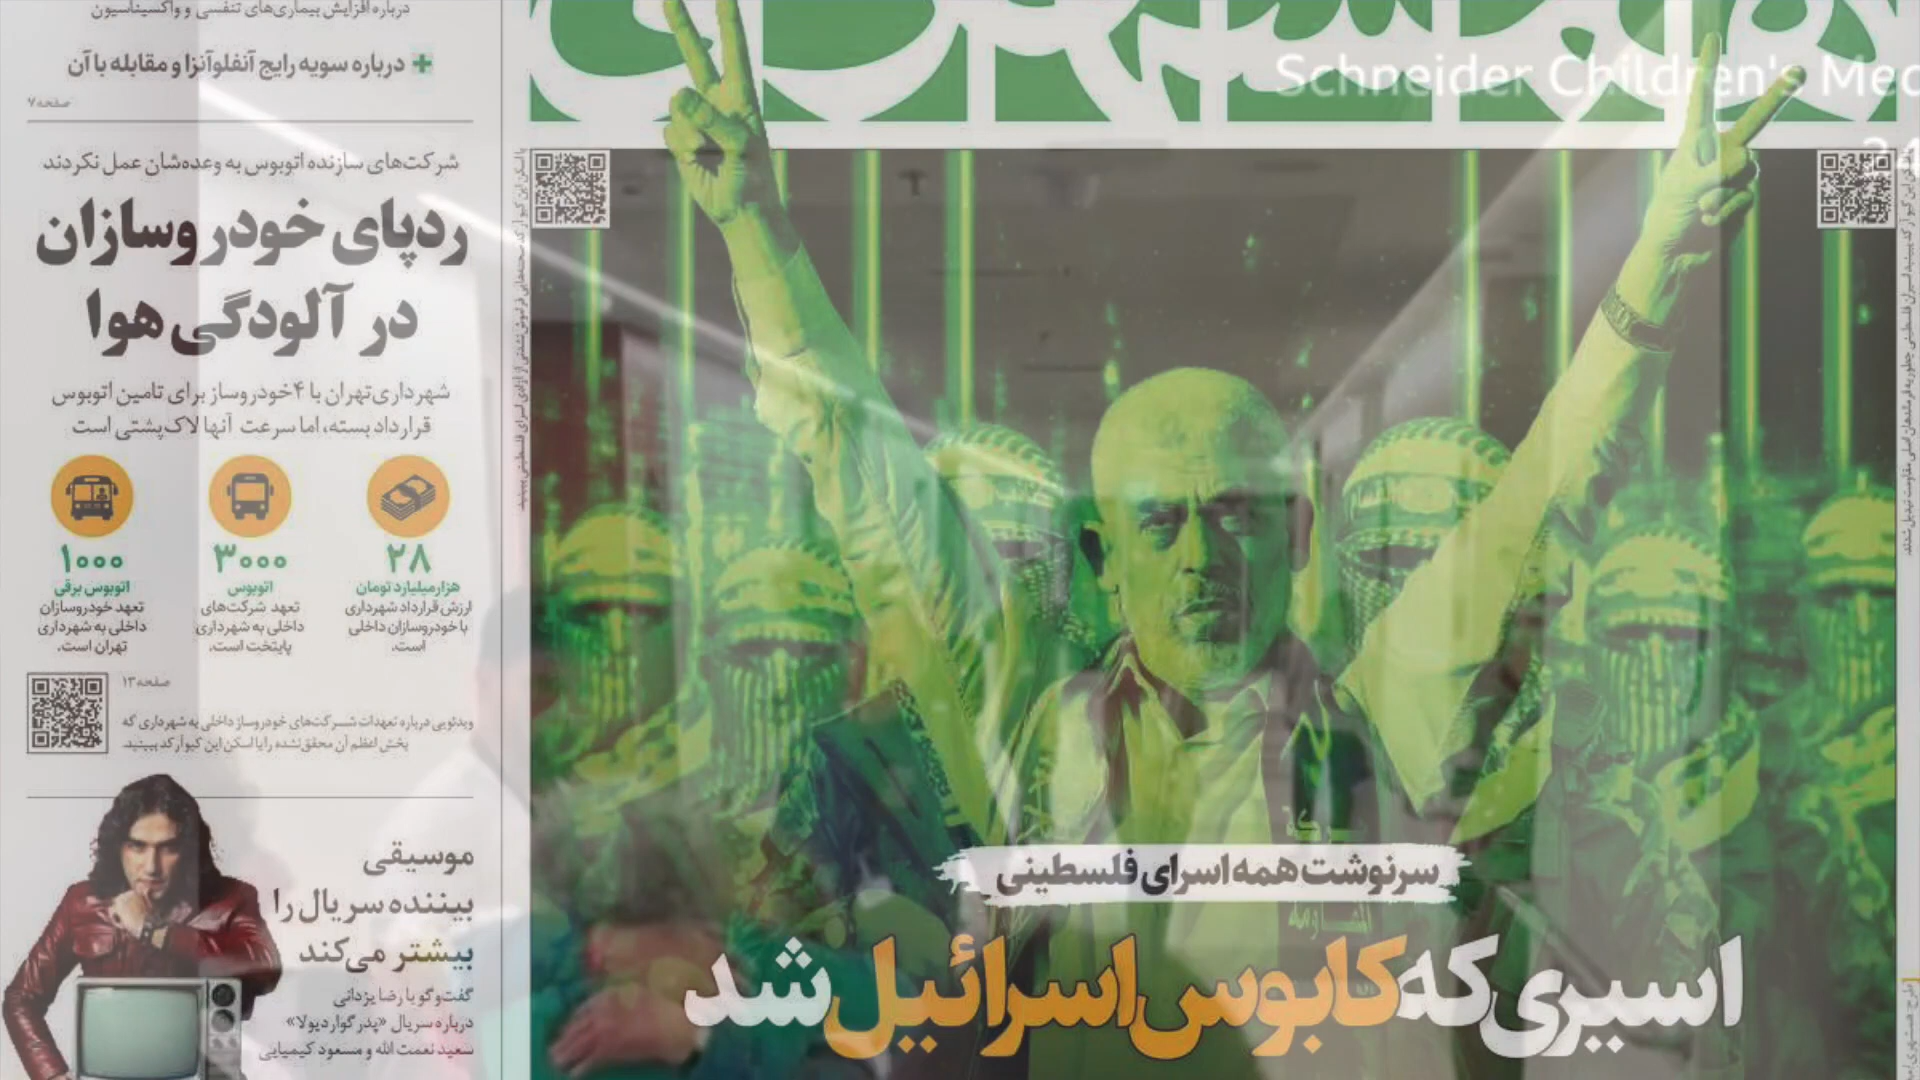 درباره افزایش بیماری‌های تنفسی و واکسیناسیون
+ درباره سویه رایج آنفلوآنزا و مقابله با آن
صفحه ۷
شرکت‌های سازنده اتوبوس به وعده‌شان عمل نکردند
ردپای خودروسازان
در آلودگی هوا
شهرداری تهران با ۴خودروساز برای تامین اتوبوس
قرارداد بسته، اما سرعت آنها لاک‌پشتی است
۲۸
هزارمیلیارد تومان
ارزش قرارداد شهرداری
با خودروسازان داخلی
است.
۳۰۰۰
اتوبوس
تعهد شرکت‌های
داخلی به شهرداری
پایتخت است.
۱۰۰۰
اتوبوس برقی
تعهد خودروسازان
داخلی به شهرداری
تهران است.
صفحه ۱۳
ویدئویی درباره تعهدات شرکت‌های خودروساز داخلی به شهرداری که
بخش اعظم آن محقق نشده را با اسکن این کیوآرکد ببینید.
موسیقی
بیننده سریال را
بیشتر می‌کند
گفت‌وگو با رضا یزدانی
درباره سریال «پدر گواردیولا»
سعید نعمت الله و مسعود کیمیایی
Schneider Children's Med
سرنوشت همه اسرای فلسطینی
اسیری که کابوس اسرائیل شد